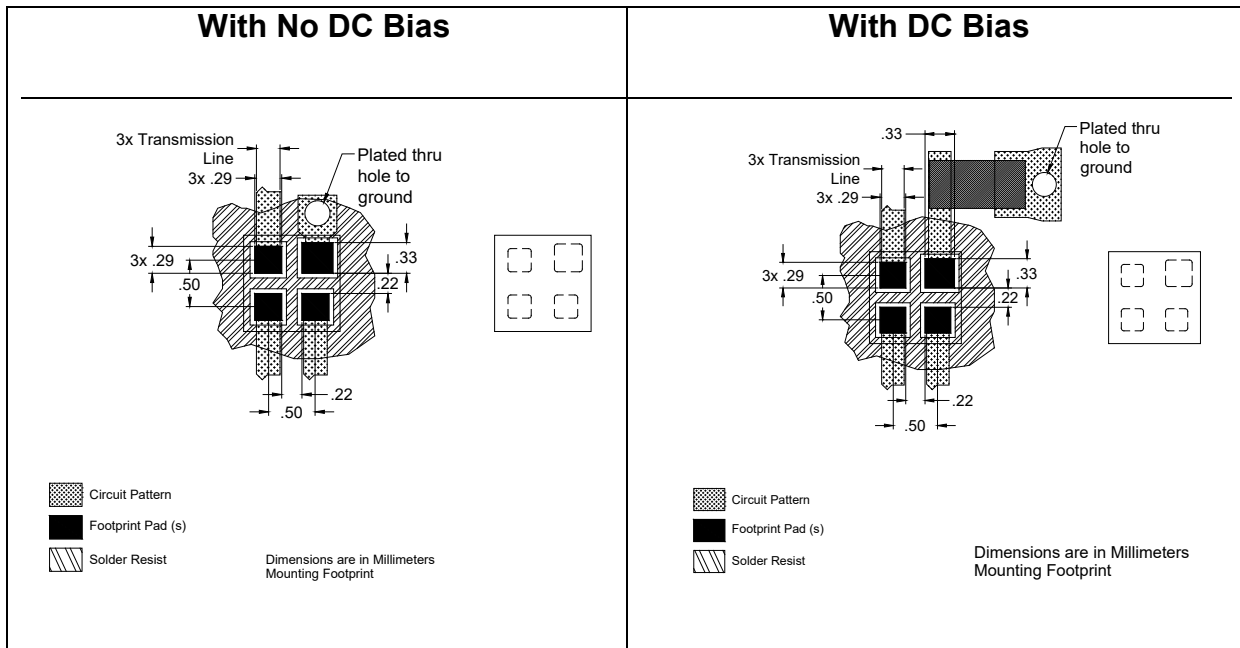 With No DC Bias
3x Transmission
Line
3x .29
Plated thru
hole to
ground
3x .29
.50
.33
.22
.22
.50
Circuit Pattern
Footprint Pad (s)
Solder Resist
Dimensions are in Millimeters
Mounting Footprint
With DC Bias
.33
3x Transmission
Line
3x .29
Plated thru
hole to
ground
3x .29
.50
.33
.22
.22
.50
Circuit Pattern
Footprint Pad (s)
Solder Resist
Dimensions are in Millimeters
Mounting Footprint